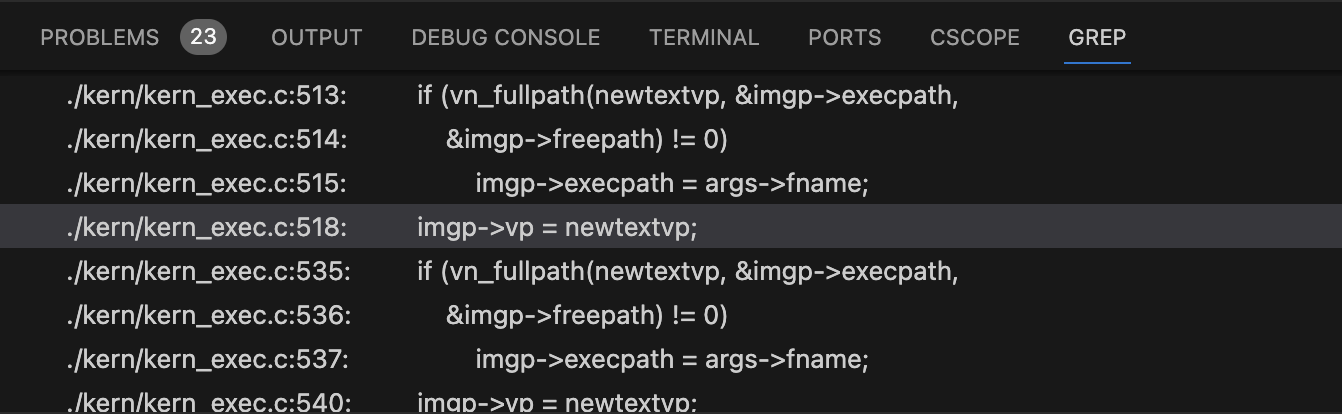 PROBLEMS 23 OUTPUT DEBUG CONSOLE TERMINAL PORTS CSCOPE GREP
./kern/kern_exec.c:513: if (vn_fullpath(newtextvp, &imgp->execpath,
./kern/kern_exec.c:514: &imgp->freepath) != 0)
./kern/kern_exec.c:515: imgp->execpath = args->fname;
./kern/kern_exec.c:518: imgp->vp = newtextvp;
./kern/kern_exec.c:535: if (vn_fullpath(newtextvp, &imgp->execpath,
./kern/kern_exec.c:536: &imgp->freepath) != 0)
./kern/kern_exec.c:537: imgp->execpath = args->fname;
./kern/kern_exec.c:540: imgp->vp = newtextvp;